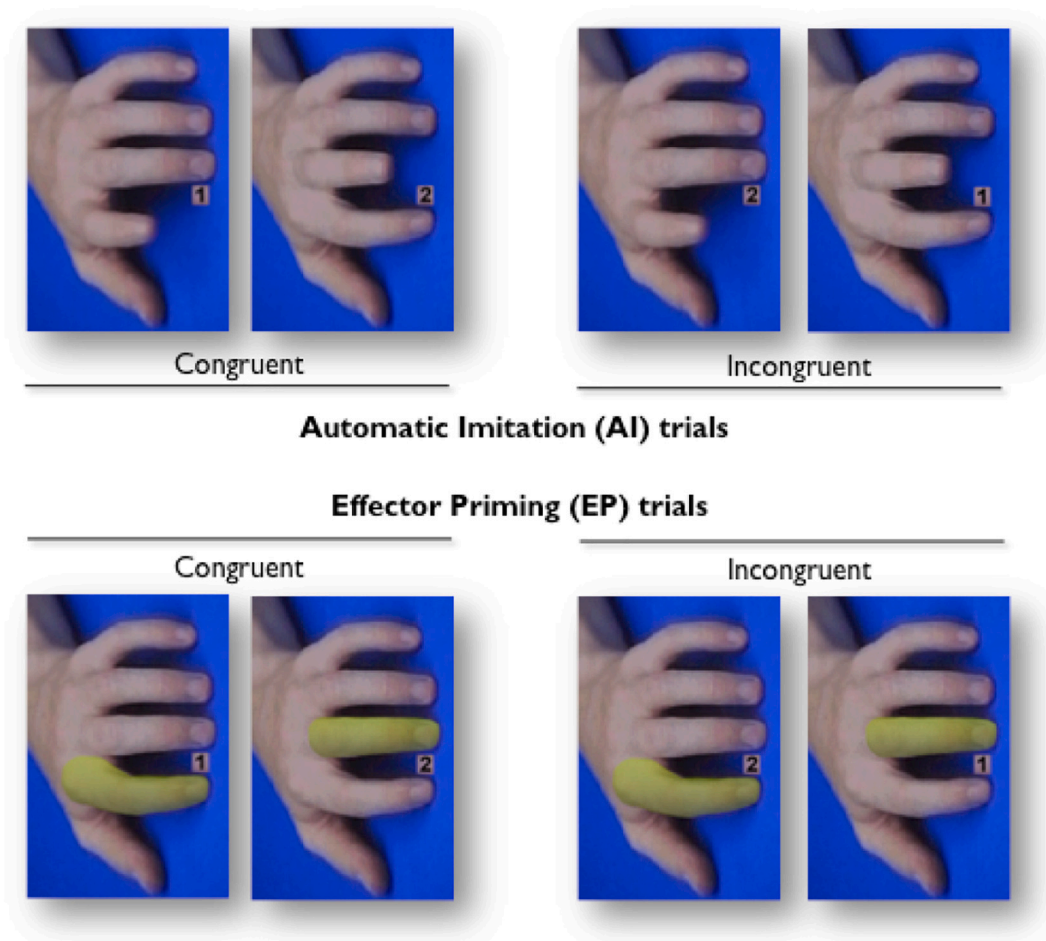 1 2 2 1
Congruent Incongruent
Automatic Imitation (AI) trials
Effector Priming (EP) trials
Congruent Incongruent
1 2 2 1